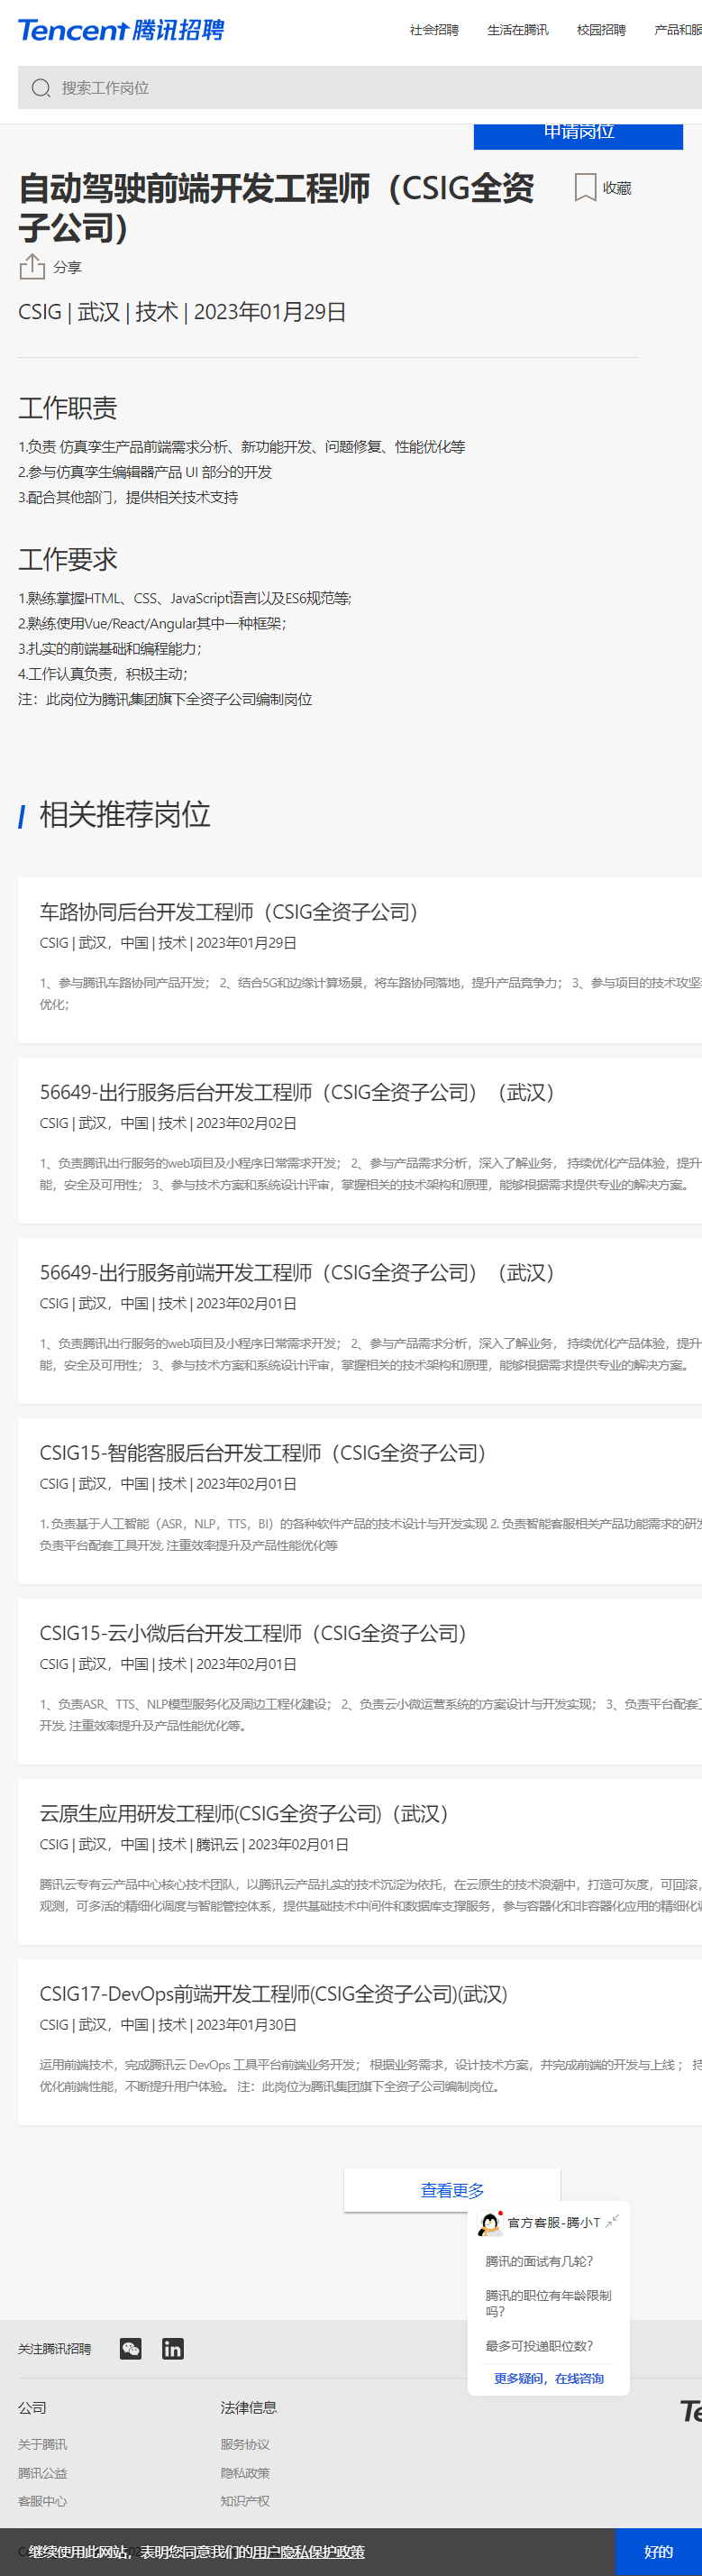 Tencent 腾讯招聘
社会招聘 生活在腾讯 校园招聘 产品和服
搜索工作岗位
申请岗位
自动驾驶前端开发工程师（CSIG全资
子公司）
收藏
分享
CSIG | 武汉 | 技术 | 2023年01月29日
工作职责
1.负责 仿真孪生产品前端需求分析、新功能开发、问题修复、性能优化等
2.参与仿真孪生编辑器产品 UI 部分的开发
3.配合其他部门，提供相关技术支持
工作要求
1.熟练掌握HTML、CSS、JavaScript语言以及ES6规范等;
2.熟练使用Vue/React/Angular其中一种框架；
3.扎实的前端基础和编程能力；
4.工作认真负责，积极主动；
注：此岗位为腾讯集团旗下全资子公司编制岗位
相关推荐岗位
车路协同后台开发工程师（CSIG全资子公司）
CSIG | 武汉，中国 | 技术 | 2023年01月29日
1、参与腾讯车路协同产品开发； 2、结合5G和边缘计算场景，将车路协同落地，提升产品竞争力； 3、参与项目的技术攻坚
优化；
56649-出行服务后台开发工程师（CSIG全资子公司）（武汉）
CSIG | 武汉，中国 | 技术 | 2023年02月02日
1、负责腾讯出行服务的web项目及小程序日常需求开发； 2、参与产品需求分析，深入了解业务， 持续优化产品体验，提升
能，安全及可用性； 3、参与技术方案和系统设计评审，掌握相关的技术架构和原理，能够根据需求提供专业的解决方案。
56649-出行服务前端开发工程师（CSIG全资子公司）（武汉）
CSIG | 武汉，中国 | 技术 | 2023年02月01日
1、负责腾讯出行服务的web项目及小程序日常需求开发； 2、参与产品需求分析，深入了解业务， 持续优化产品体验，提升
能，安全及可用性； 3、参与技术方案和系统设计评审，掌握相关的技术架构和原理，能够根据需求提供专业的解决方案。
CSIG15-智能客服后台开发工程师（CSIG全资子公司）
CSIG | 武汉，中国 | 技术 | 2023年02月01日
1. 负责基于人工智能（ASR，NLP，TTS，BI）的各种软件产品的技术设计与开发实现 2. 负责智能客服相关产品功能需求的研
负责平台配套工具开发, 注重效率提升及产品性能优化等
CSIG15-云小微后台开发工程师（CSIG全资子公司）
CSIG | 武汉，中国 | 技术 | 2023年02月01日
1、负责ASR、TTS、NLP模型服务化及周边工程化建设； 2、负责云小微运营系统的方案设计与开发实现； 3、负责平台配套
开发, 注重效率提升及产品性能优化等。
云原生应用研发工程师(CSIG全资子公司)（武汉）
CSIG | 武汉，中国 | 技术 | 腾讯云 | 2023年02月01日
腾讯云专有云产品中心核心技术团队，以腾讯云产品扎实的技术沉淀为依托，在云原生的技术浪潮中，打造可灰度，可回滚，
观测，可多活的精细化调度与智能管控体系，提供基础技术中间件和数据库支撑服务，参与容器化和非容器化应用的精细化调
CSIG17-DevOps前端开发工程师(CSIG全资子公司)(武汉)
CSIG | 武汉，中国 | 技术 | 2023年01月30日
运用前端技术，完成腾讯云 DevOps 工具平台前端业务开发； 根据业务需求，设计技术方案，并完成前端的开发与上线 ； 持
优化前端性能，不断提升用户体验。 注：此岗位为腾讯集团旗下全资子公司编制岗位。
查看更多
官方客服-腾小T
腾讯的面试有几轮?
腾讯的职位有年龄限制
吗?
最多可投递职位数?
更多疑问，在线咨询
关注腾讯招聘
公司 法律信息
关于腾讯 服务协议
腾讯公益 隐私政策
客服中心 知识产权
继续使用此网站，表明您同意我们的用户隐私保护政策 好的